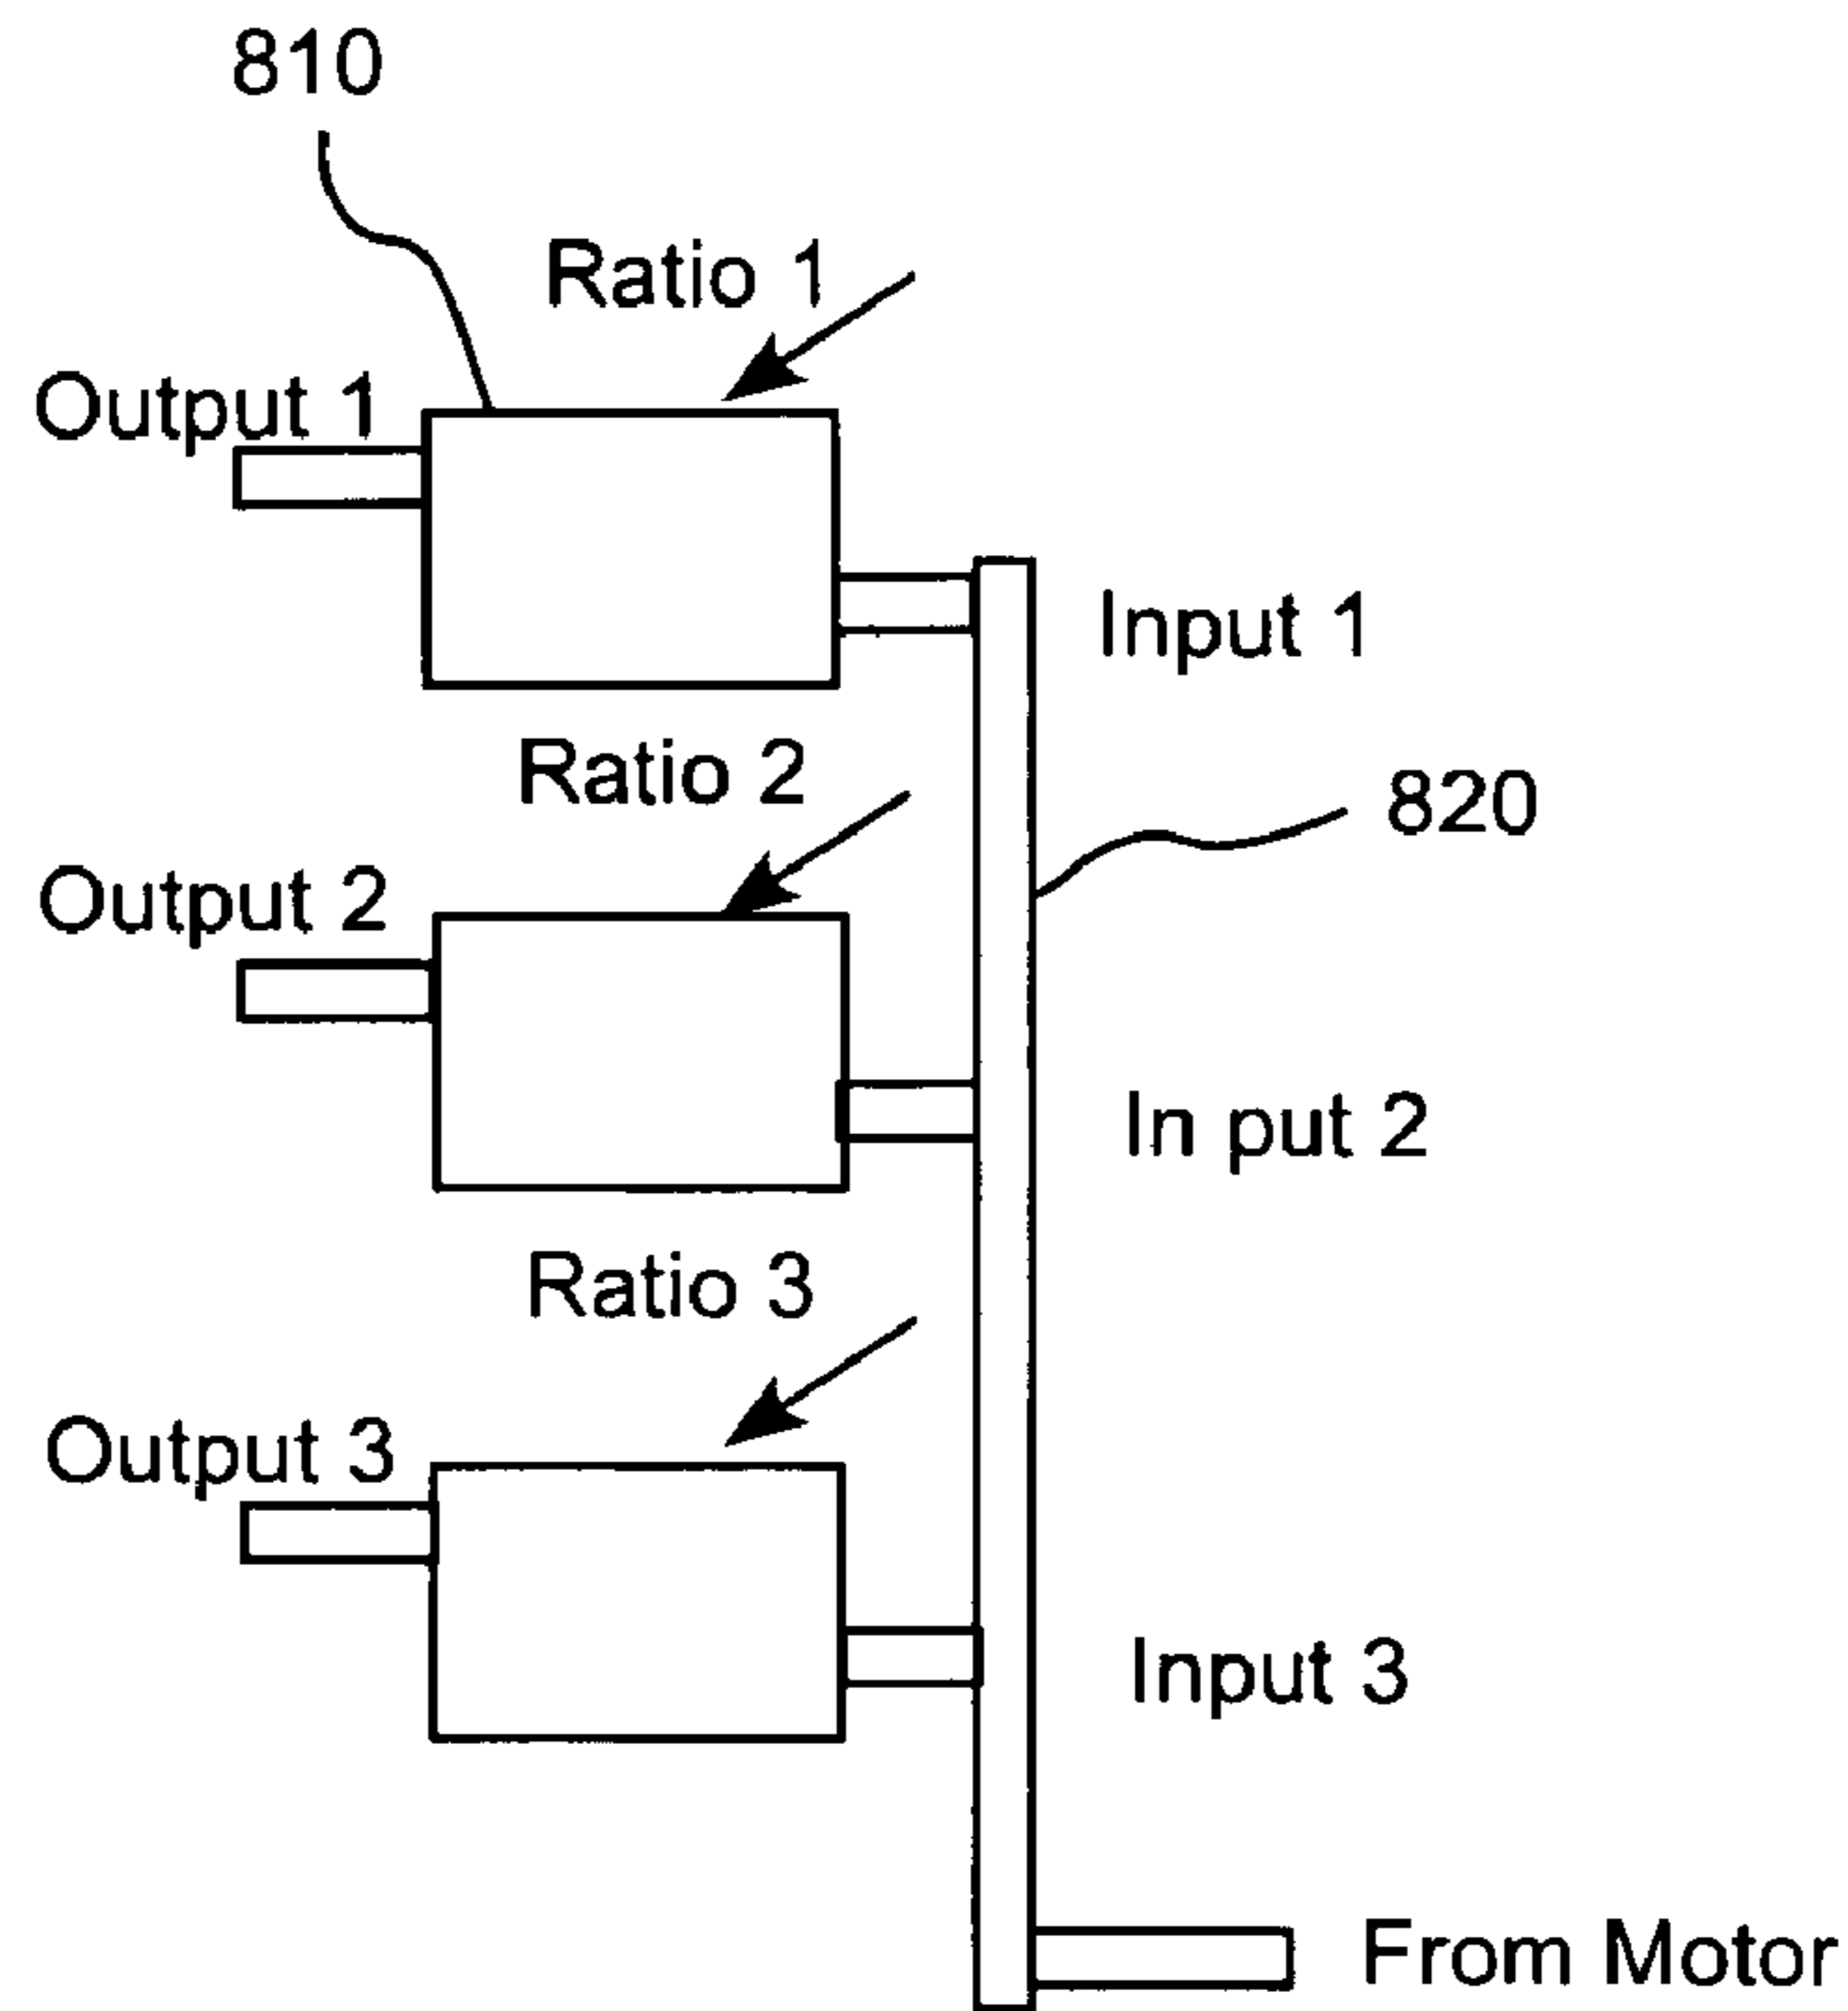 810
Ratio 1
Output 1
Input 1
Ratio 2
820
Output 2
In put 2
Ratio 3
Output 3
Input 3
From Motor